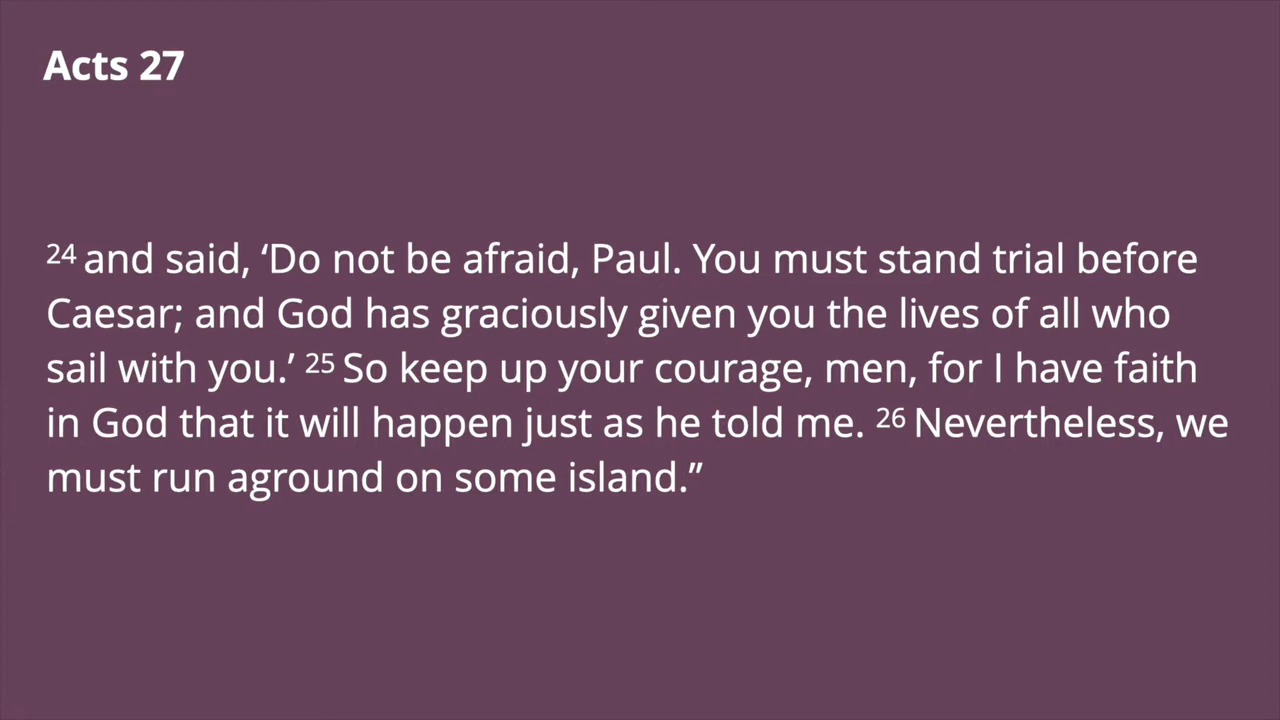 Acts 27
24 and said, ‘Do not be afraid, Paul. You must stand trial before
Caesar; and God has graciously given you the lives of all who
sail with you.’ 25 So keep up your courage, men, for I have faith
in God that it will happen just as he told me. 26 Nevertheless, we
must run aground on some island.”